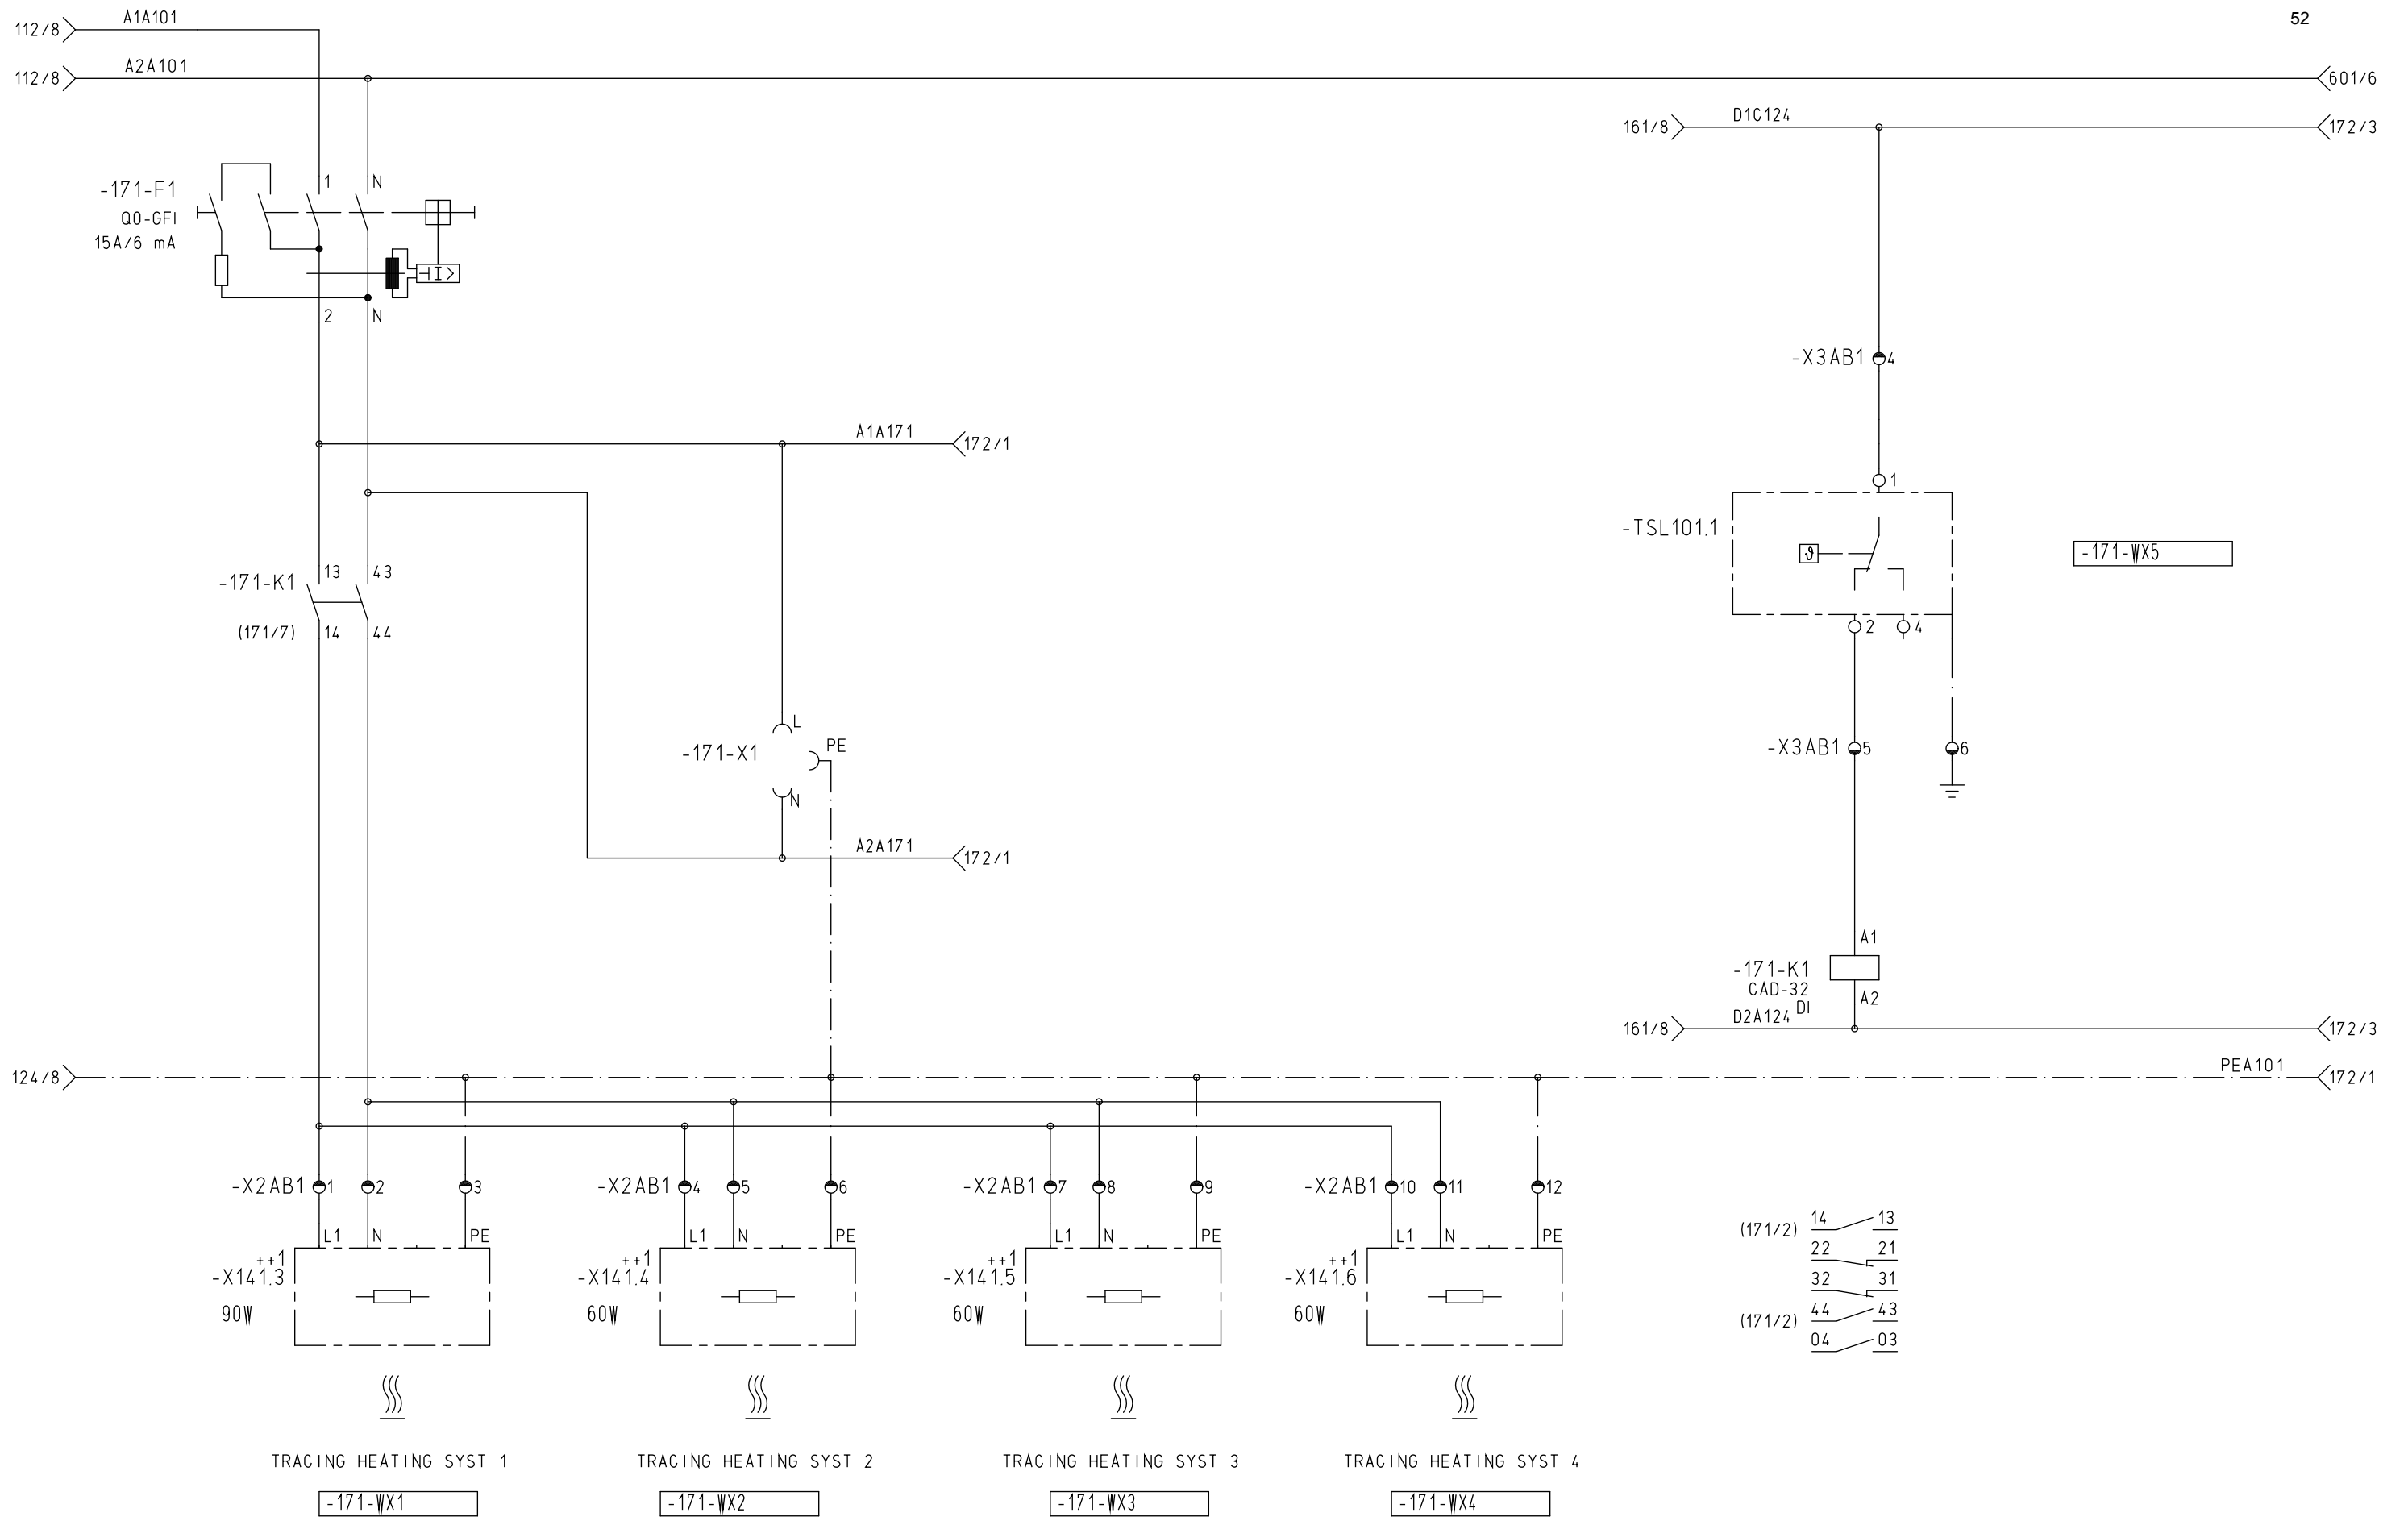 52
112/8 A1A101
112/8 A2A101 601/6
161/8 D1C124 172/3
-171-F1 1 N
Q0-GFI
15A/6 mA
I>
2 N
-X3AB1 4
A1A171 172/1
1
-TSL101.1
ϑ
-171-WX5
-171-K1 13 43
(171/7) 14 44
2 4
L
-171-X1 PE
N
-X3AB1 5 6
A2A171 172/1
A1
-171-K1
CAD-32
DI
A2
161/8 D2A124 172/3
124/8 PEA101 172/1
-X2AB1 1 2 3 -X2AB1 4 5 6 -X2AB1 7 8 9 -X2AB1 10 11 12
L1 N PE L1 N PE L1 N PE L1 N PE
++1 ++1 ++1 ++1
-X141.3 -X141.4 -X141.5 -X141.6
90W 60W 60W 60W
(171/2) 14 13
22 21
32 31
(171/2) 44 43
04 03
TRACING HEATING SYST 1 TRACING HEATING SYST 2 TRACING HEATING SYST 3 TRACING HEATING SYST 4
-171-WX1 -171-WX2 -171-WX3 -171-WX4